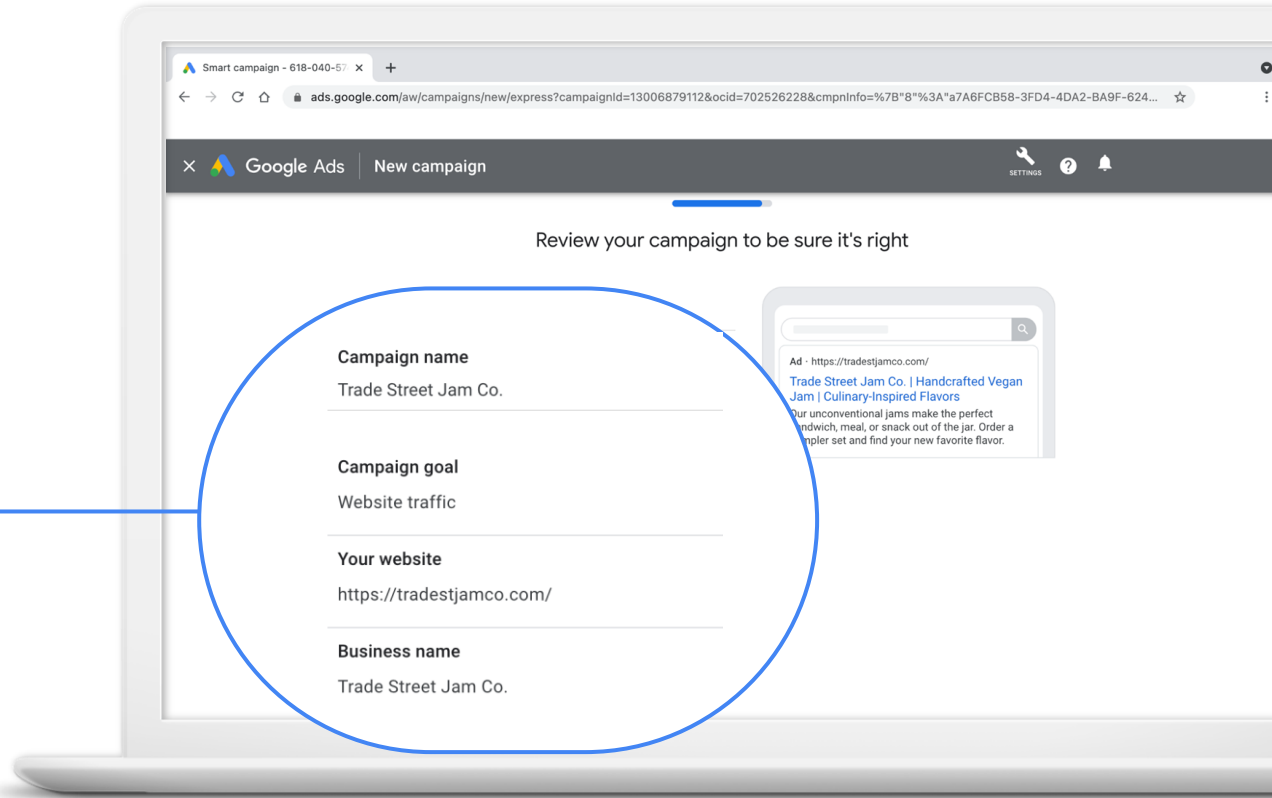 Smart campaign - 618-040-57
ads.google.com/aw/campaigns/new/express?campaignId=13006879112&ocid=702526228&cmpnInfo=%7B"8"%3A"a7A6FCB58-3FD4-4DA2-BA9F-624...
Google Ads New campaign
SETTINGS
Review your campaign to be sure it's right
Campaign name
Trade Street Jam Co.
Campaign goal
Website traffic
Your website
https://tradestjamco.com/
Business name
Trade Street Jam Co.
Ad · https://tradestjamco.com/
Trade Street Jam Co. | Handcrafted Vegan
Jam | Culinary-Inspired Flavors
Our unconventional jams make the perfect
meal, or snack out of the jar. Order a
set and find your new favorite flavor.